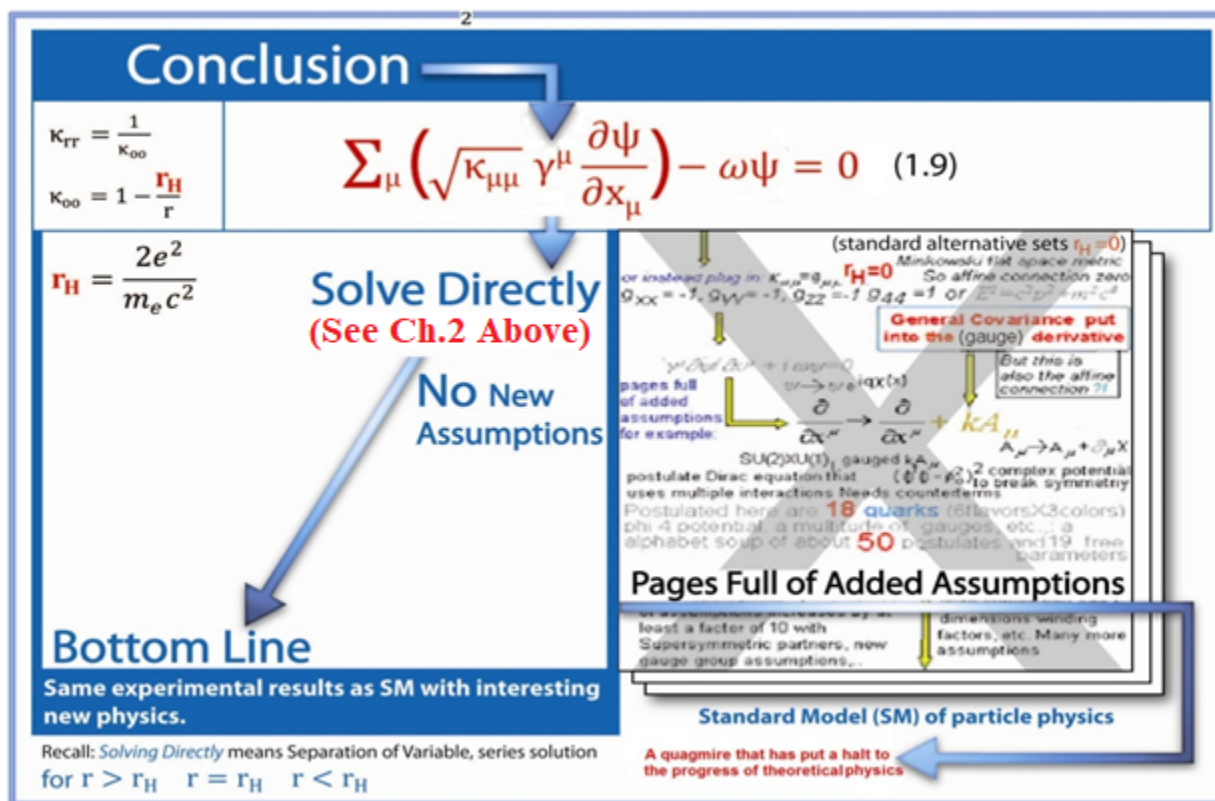 2
Conclusion
κrr = 1/κoo
κoo = 1 − rH/r
∑μ (√κμμ γ^μ ∂ψ/∂xμ) − ωψ = 0 (1.9)
rH = 2e²/mec²
Solve Directly
(See Ch.2 Above)
No New
Assumptions
Bottom Line
Same experimental results as SM with interesting
new physics.
Recall: Solving Directly means Separation of Variable, series solution
for r > rH r = rH r < rH
(standard alternative sets rH =0)
Minkowski flat space metric
or instead plug in: rH=0 So affine connection zero
gxx = -1, gyy = -1, gzz = -1 g44 = 1 or E²=c²p²+m²c⁴
General Covariance put
into the (gauge) derivative
But this is
also the affine
connection ?!
pages full
of added
assumptions
for example:
∂/∂x^μ → ∂/∂x^μ + kAμ
Aμ→Aμ+∂μX
SU(2)XU(1), gauged kAμ
postulate Dirac equation that
complex potential
to break symmetry
uses multiple interactions Needs counterterms
Postulated here are 18 quarks (6flavorsX3colors)
phi 4 potential, a multitude of gauges, etc.,: a
alphabet soup of about 50 postulates and 19 free
parameters
Pages Full of Added Assumptions
of assumptions increases by at
least a factor of 10 with
Supersymmetric partners, new
gauge group assumptions,..
dimensions winding
factors, etc. Many more
assumptions
Standard Model (SM) of particle physics
A quagmire that has put a halt to
the progress of theoretical physics